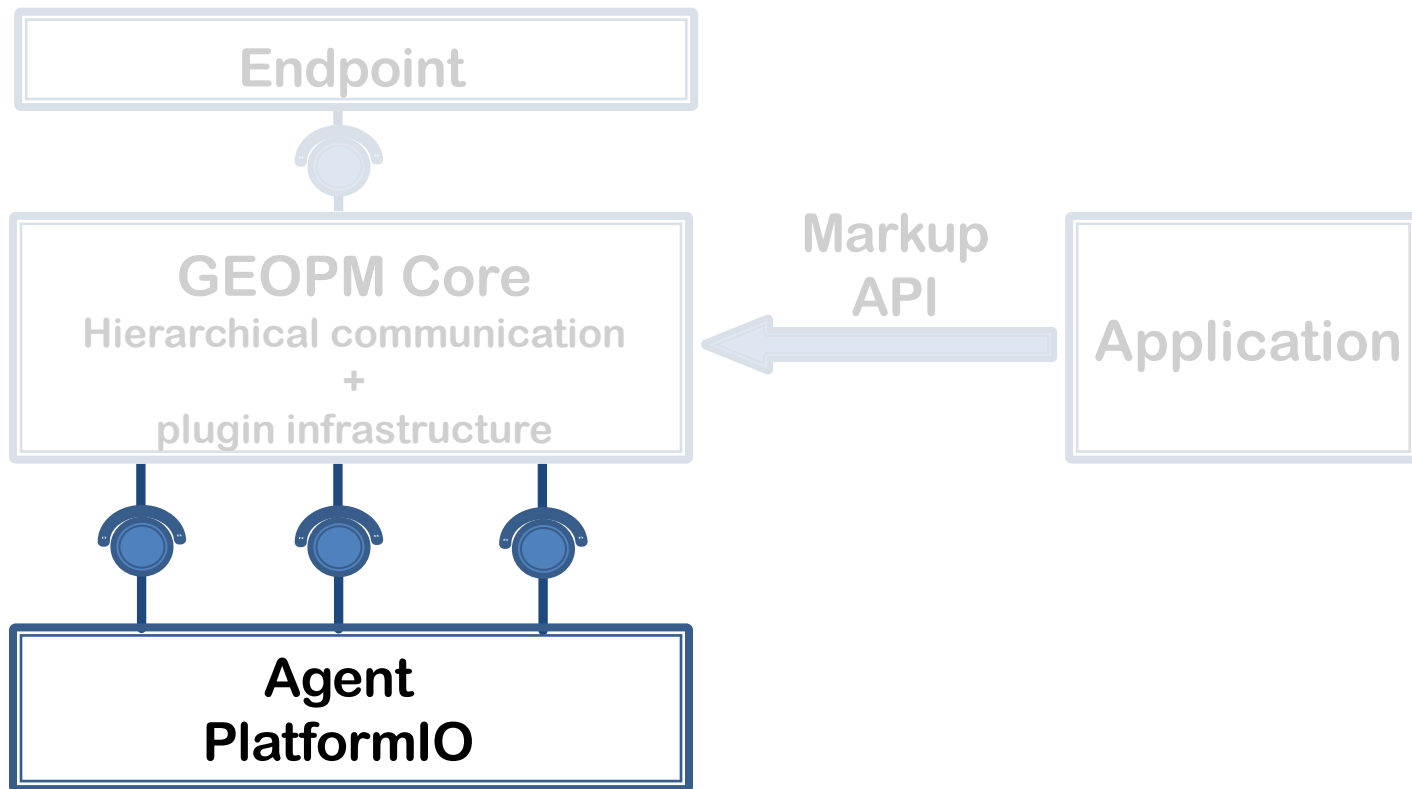 Endpoint
GEOPM Core
Hierarchical communication
+
plugin infrastructure
Markup
API
Application
Agent
PlatformIO